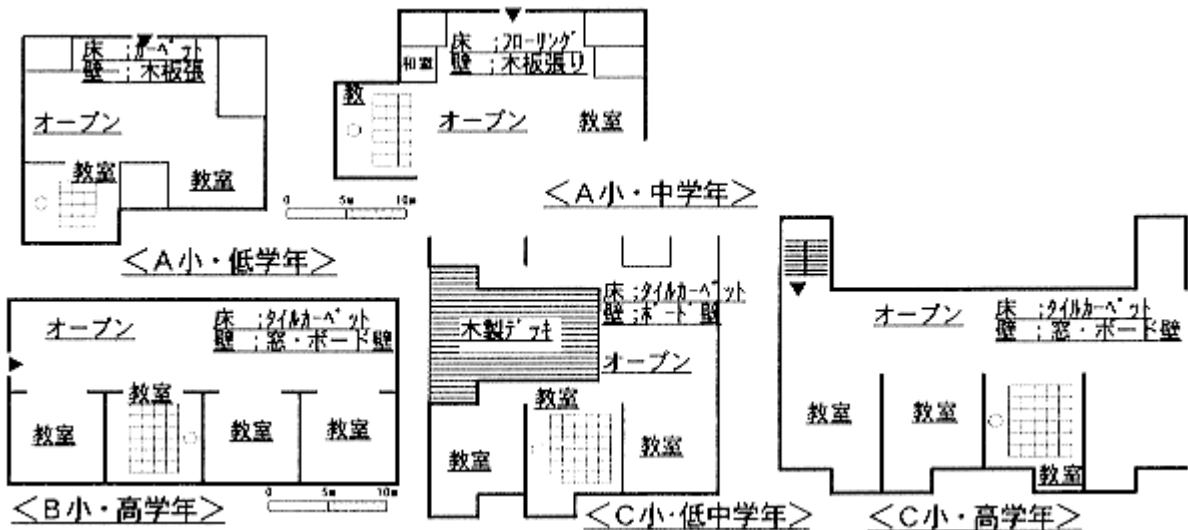 床 ;カーペット
壁 ;木板張
オープン
教室
教室
<A小・低学年>
床 ;フローリング
壁 ;木板張り
和室
教
オープン
教室
0 5m 10m
<A小・中学年>
オープン
床 ;タイルカーペット
壁 ;窓・ボード壁
教室
教室
教室
教室
<B小・高学年>
0 5m 10m
床 ;タイルカーペット
壁 ;ボード壁
木製デッキ
オープン
教室
教室
教室
<C小・低中学年>
オープン
床 ;タイルカーペット
壁 ;窓・ボード壁
教室
教室
教室
<C小・高学年>